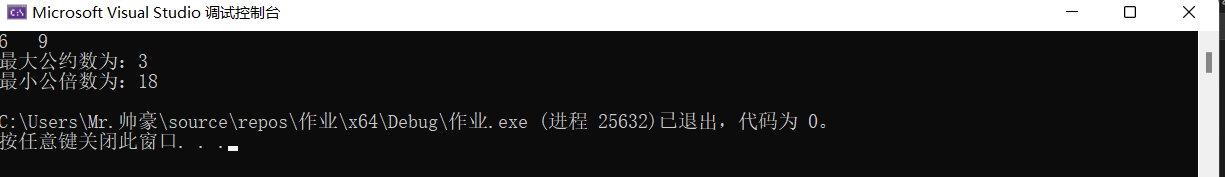 Microsoft Visual Studio 调试控制台
6   9
最大公约数为：3
最小公倍数为：18
C:\Users\Mr.帅豪\source\repos\作业\x64\Debug\作业.exe (进程 25632)已退出，代码为 0。
按任意键关闭此窗口. . .